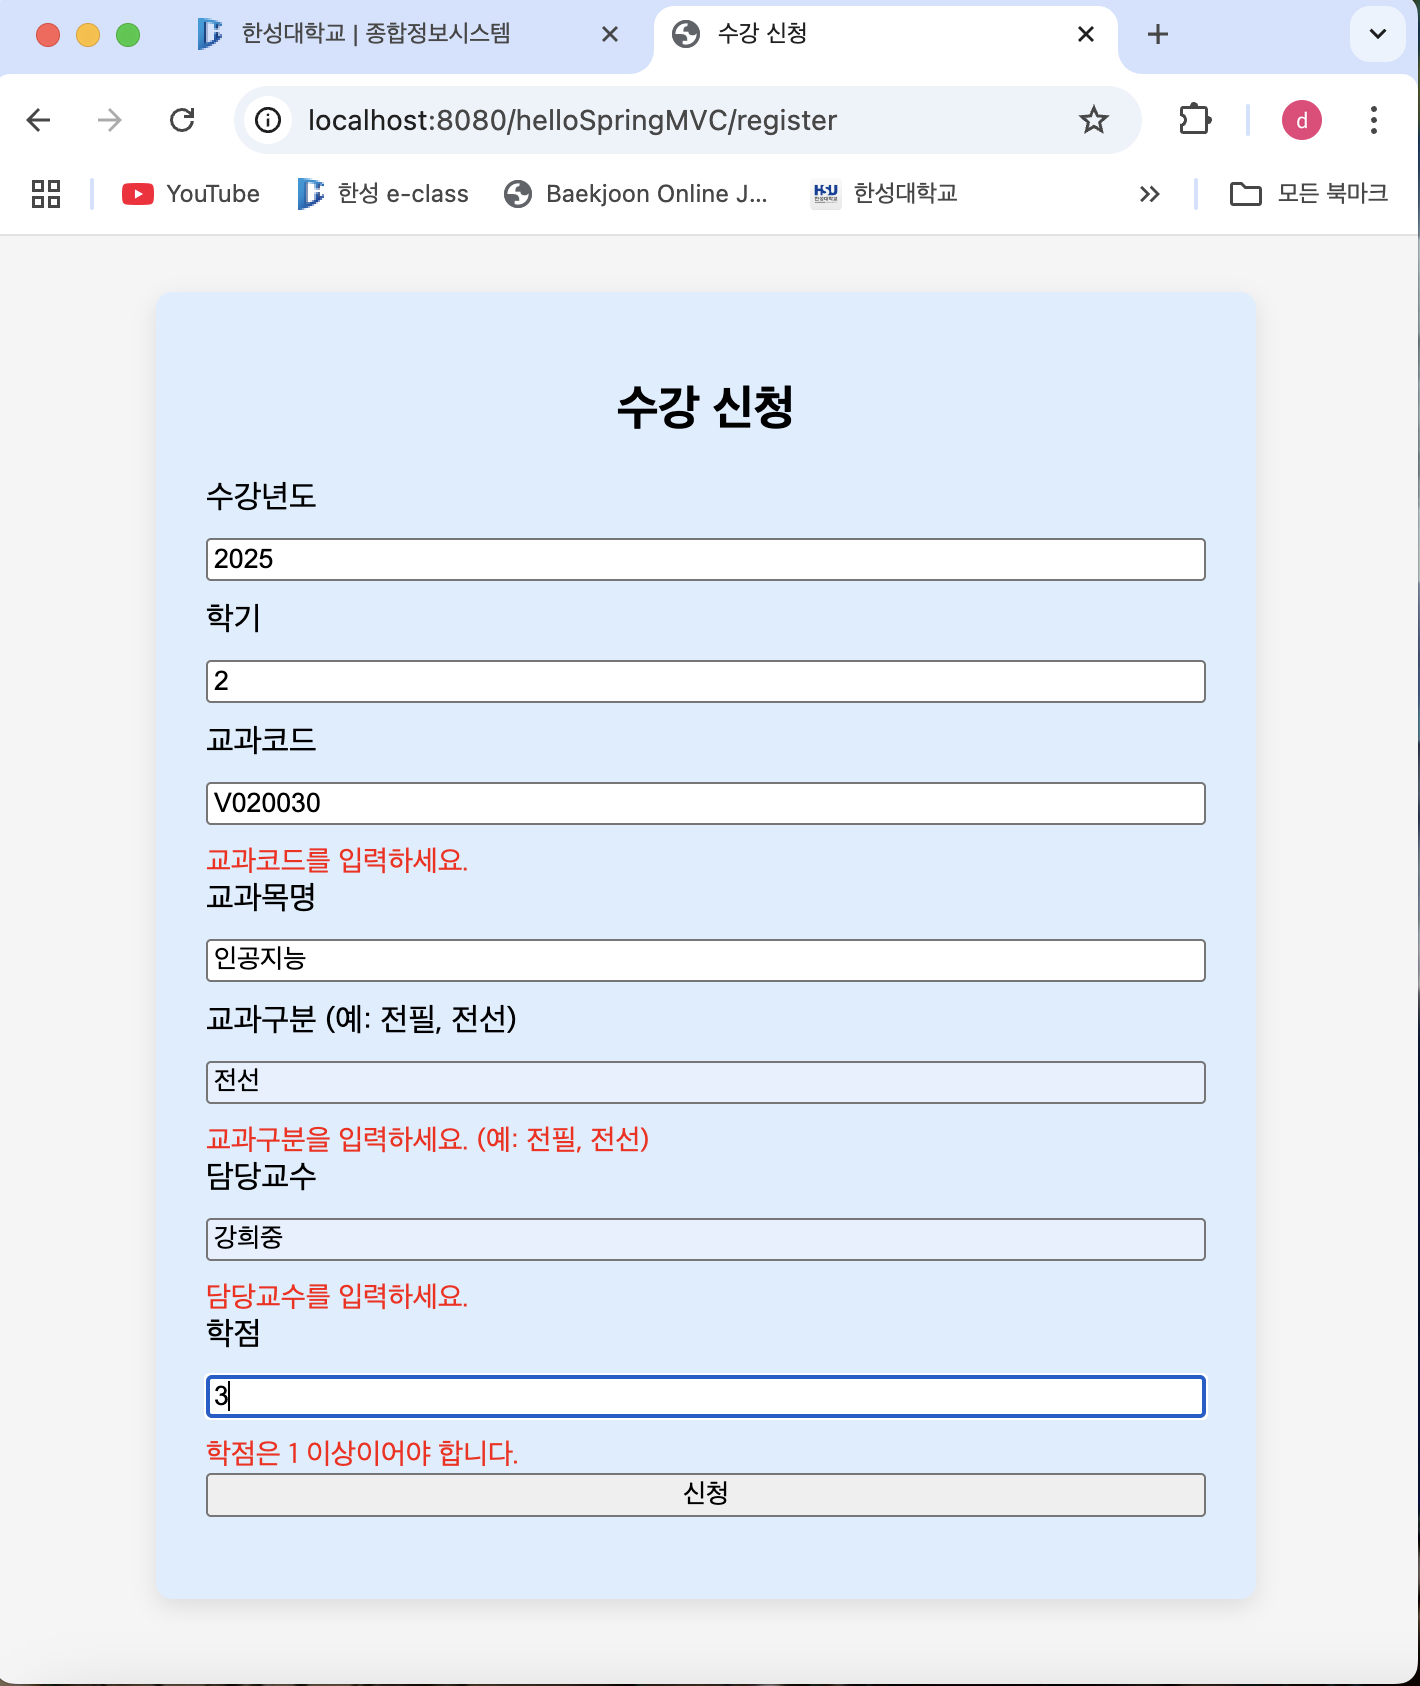 한성대학교 | 종합정보시스템
수강 신청
localhost:8080/helloSpringMVC/register
d
YouTube
한성 e-class
Baekjoon Online J...
HSU
한성대학교
모든 북마크
수강 신청
수강년도
2025
학기
2
교과코드
V020030
교과코드를 입력하세요.
교과목명
인공지능
교과구분 (예: 전필, 전선)
전선
교과구분을 입력하세요. (예: 전필, 전선)
담당교수
강희중
담당교수를 입력하세요.
학점
3
학점은 1 이상이어야 합니다.
신청